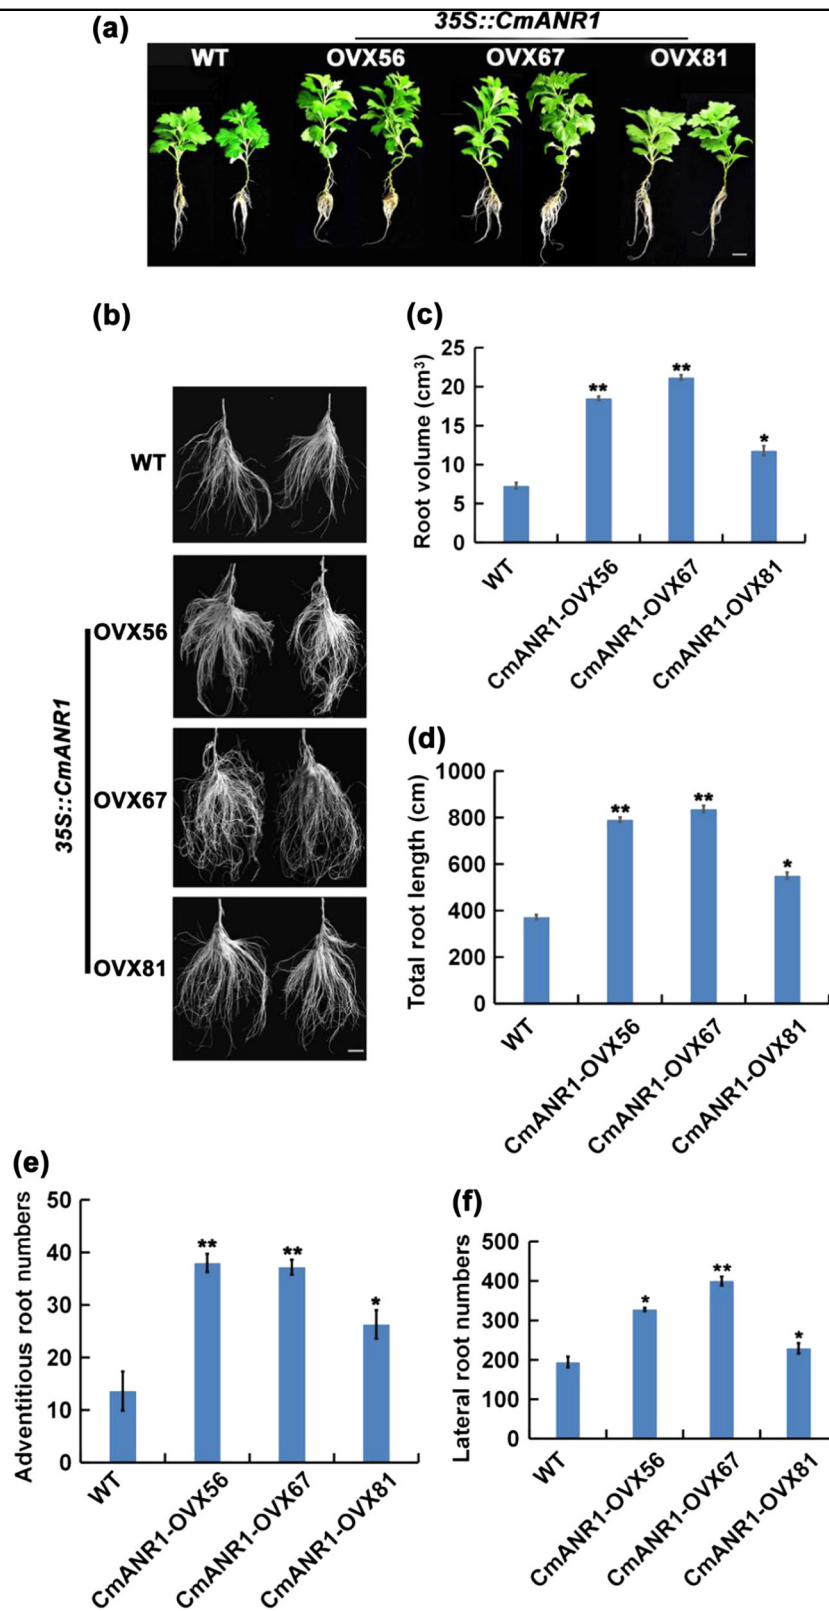 (a)
35S::CmANR1
WT OVX56 OVX67 OVX81
(b)
WT
OVX56
OVX67
OVX81
35S::CmANR1
(c)
Root volume (cm³)
25
20
15
10
5
0
**
**
*
WT
CmANR1-OVX56
CmANR1-OVX67
CmANR1-OVX81
(d)
Total root length (cm)
1000
800
600
400
200
0
**
**
*
WT
CmANR1-OVX56
CmANR1-OVX67
CmANR1-OVX81
(e)
Adventitious root numbers
50
40
30
20
10
0
**
**
*
WT
CmANR1-OVX56
CmANR1-OVX67
CmANR1-OVX81
(f)
Lateral root numbers
500
400
300
200
100
0
*
**
*
WT
CmANR1-OVX56
CmANR1-OVX67
CmANR1-OVX81